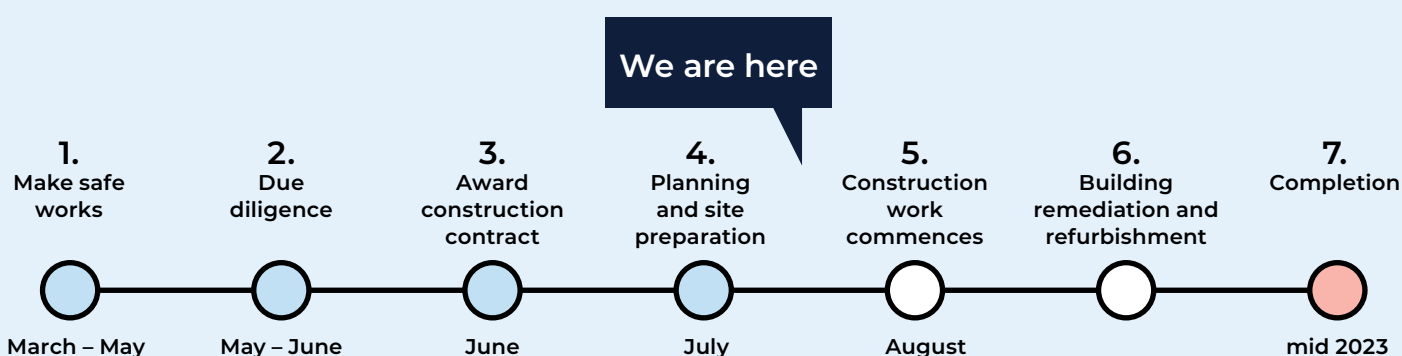 We are here
1.
Make safe
works
March – May
2.
Due
diligence
May – June
3.
Award
construction
contract
June
4.
Planning
and site
preparation
July
5.
Construction
work
commences
August
6.
Building
remediation and
refurbishment
7.
Completion
mid 2023